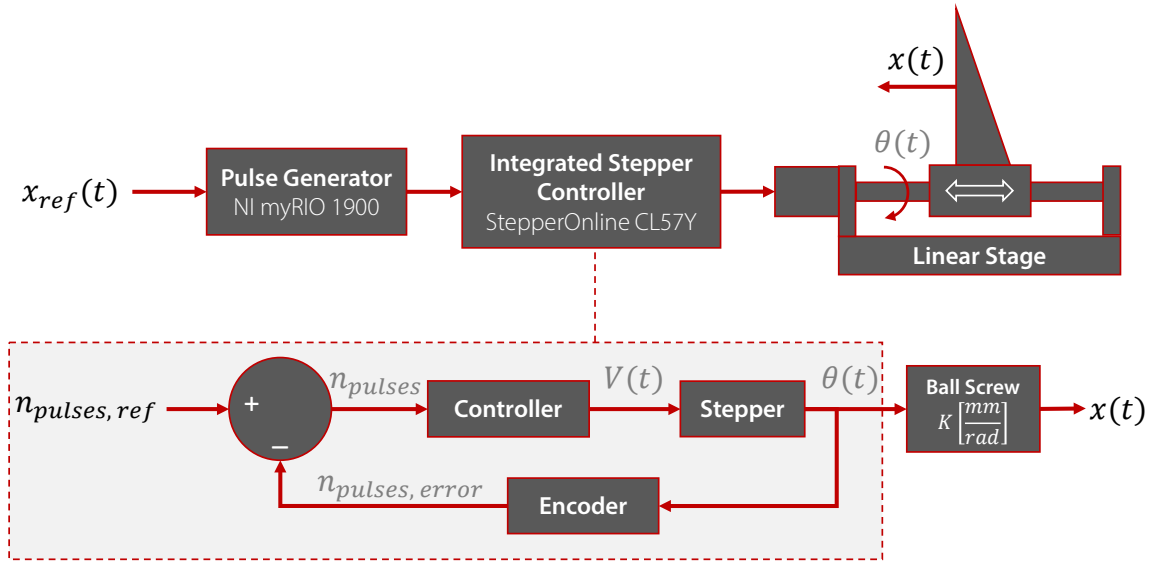 x(t)
θ(t)
x_ref(t)
Pulse Generator
NI myRIO 1900
Integrated Stepper
Controller
StepperOnline CL57Y
Linear Stage
n_pulses, ref
+
−
n_pulses
Controller
V(t)
Stepper
θ(t)
Ball Screw
K [mm/rad]
x(t)
n_pulses, error
Encoder